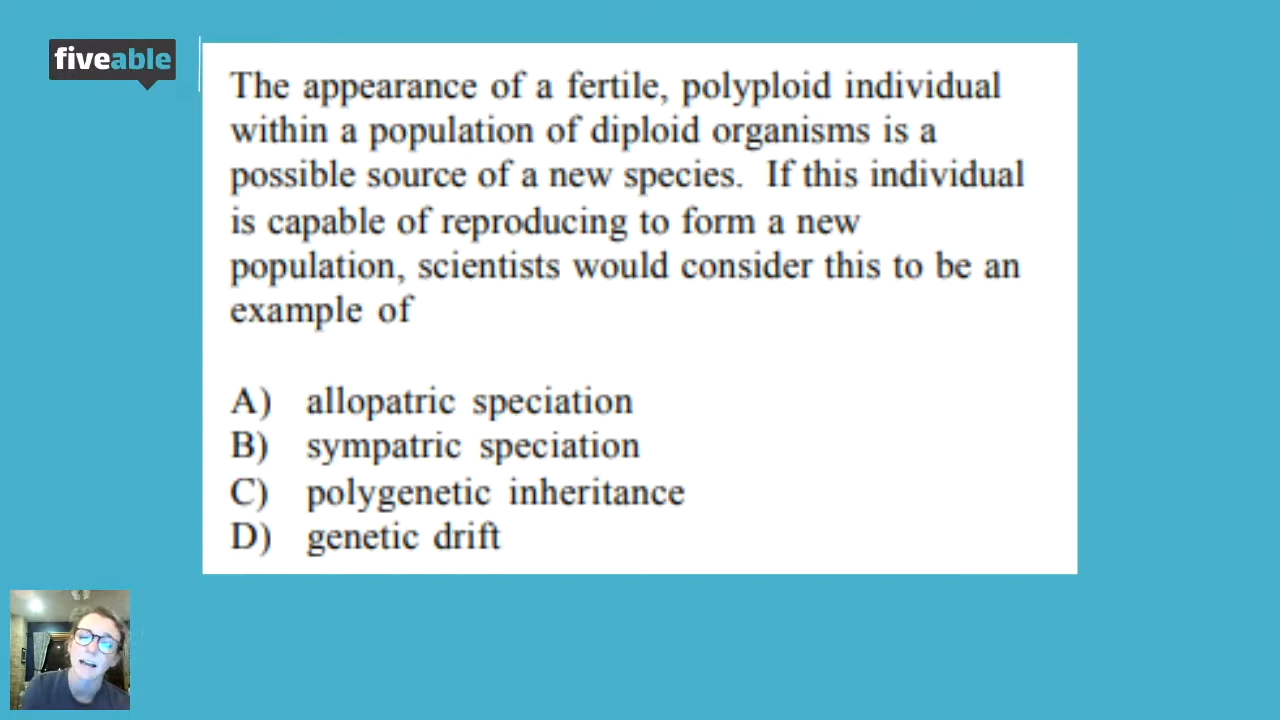 fiveable
The appearance of a fertile, polyploid individual
within a population of diploid organisms is a
possible source of a new species.  If this individual
is capable of reproducing to form a new
population, scientists would consider this to be an
example of
A) allopatric speciation
B) sympatric speciation
C) polygenetic inheritance
D) genetic drift